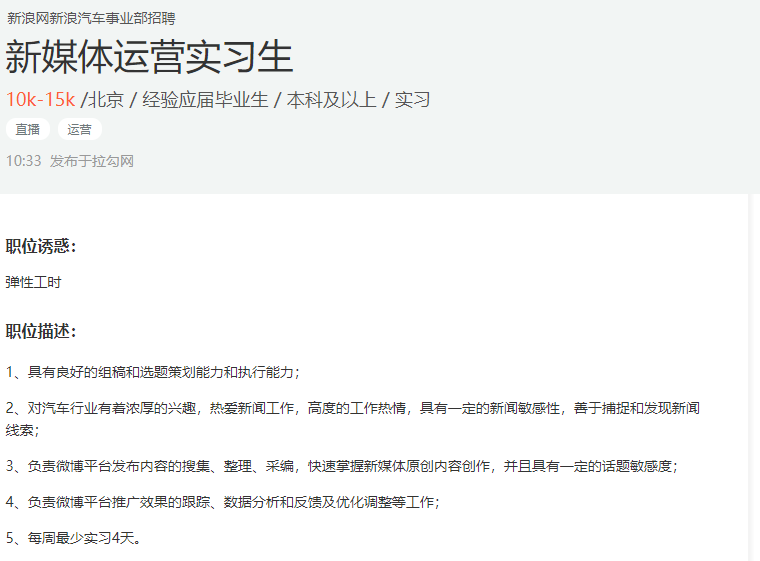 新浪网新浪汽车事业部招聘
新媒体运营实习生
10k-15k /北京 / 经验应届毕业生 / 本科及以上 / 实习
直播 运营
10:33 发布于拉勾网
职位诱惑：
弹性工时
职位描述：
1、具有良好的组稿和选题策划能力和执行能力；
2、对汽车行业有着浓厚的兴趣，热爱新闻工作，高度的工作热情，具有一定的新闻敏感性，善于捕捉和发现新闻
线索；
3、负责微博平台发布内容的搜集、整理、采编，快速掌握新媒体原创内容创作，并且具有一定的话题敏感度；
4、负责微博平台推广效果的跟踪、数据分析和反馈及优化调整等工作；
5、每周最少实习4天。